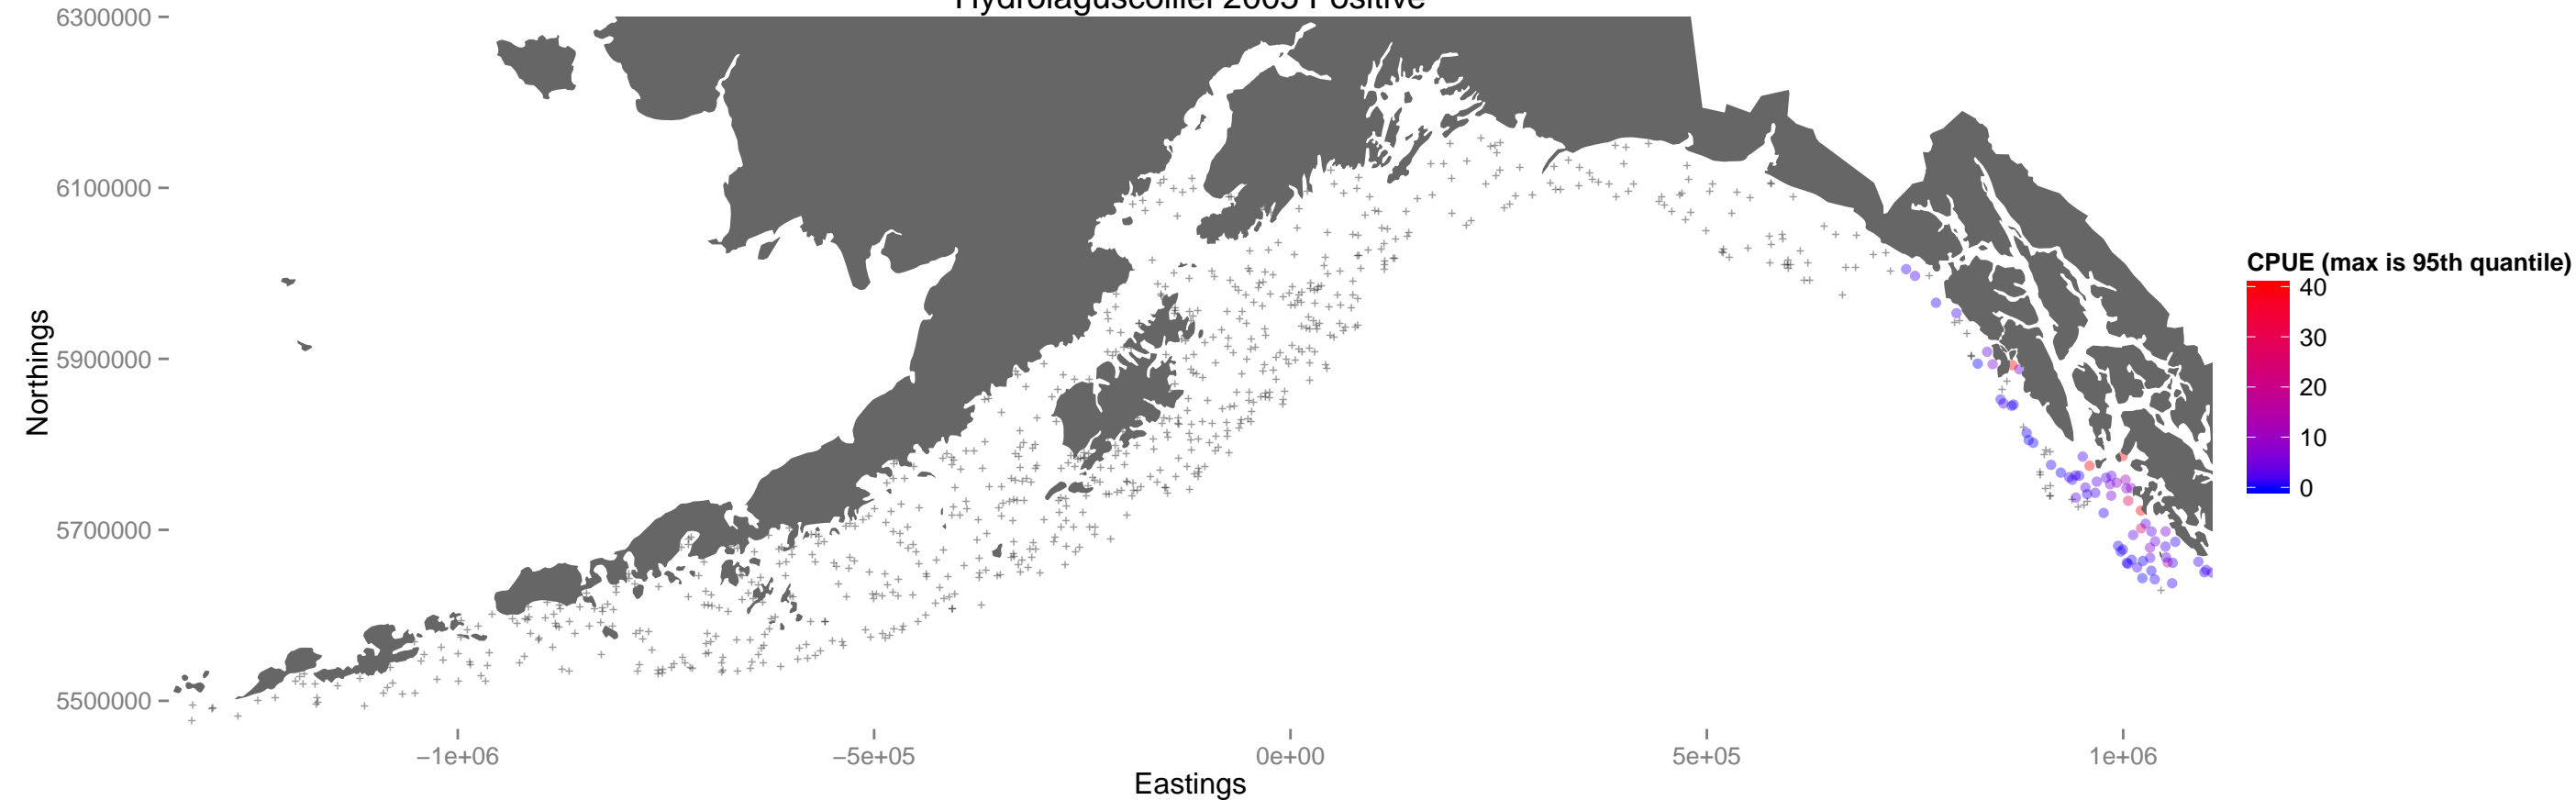 Hydrolaguscolliei 2005 Positive
6300000
6100000
5900000
5700000
5500000
Northings
−1e+06
−5e+05
0e+00
5e+05
1e+06
Eastings
CPUE (max is 95th quantile)
40
30
20
10
0